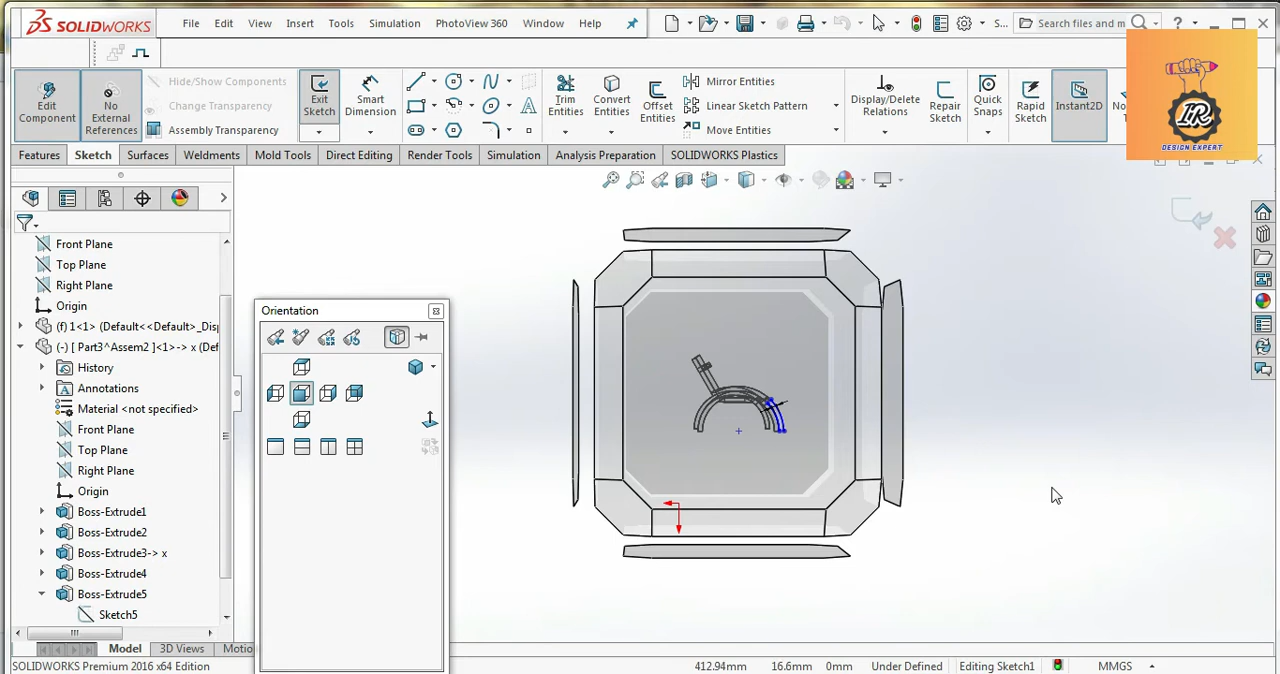 SOLIDWORKS File Edit View Insert Tools Simulation PhotoView 360 Window Help S... Search files and m ?
Edit Component
No External References
Hide/Show Components
Change Transparency
Assembly Transparency
Exit Sketch
Smart Dimension
Trim Entities
Convert Entities
Offset Entities
Mirror Entities
Linear Sketch Pattern
Move Entities
Display/Delete Relations
Repair Sketch
Quick Snaps
Rapid Sketch
Instant2D
IR
DESIGN EXPERT
Features Sketch Surfaces Weldments Mold Tools Direct Editing Render Tools Simulation Analysis Preparation SOLIDWORKS Plastics
Front Plane
Top Plane
Right Plane
Origin
(f) 1<1> (Default<<Default>_Disp
(-) [ Part3^Assem2 ]<1>-> x (Def
History
Annotations
Material <not specified>
Front Plane
Top Plane
Right Plane
Origin
Boss-Extrude1
Boss-Extrude2
Boss-Extrude3-> x
Boss-Extrude4
Boss-Extrude5
Sketch5
Orientation
Model 3D Views Motio
SOLIDWORKS Premium 2016 x64 Edition 412.94mm 16.6mm 0mm Under Defined Editing Sketch1 MMGS